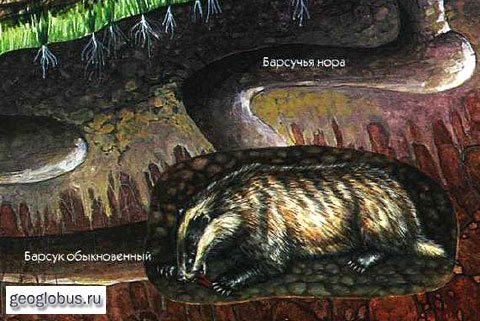 Барсучья нора
Барсук обыкновенный
geoglobus.ru